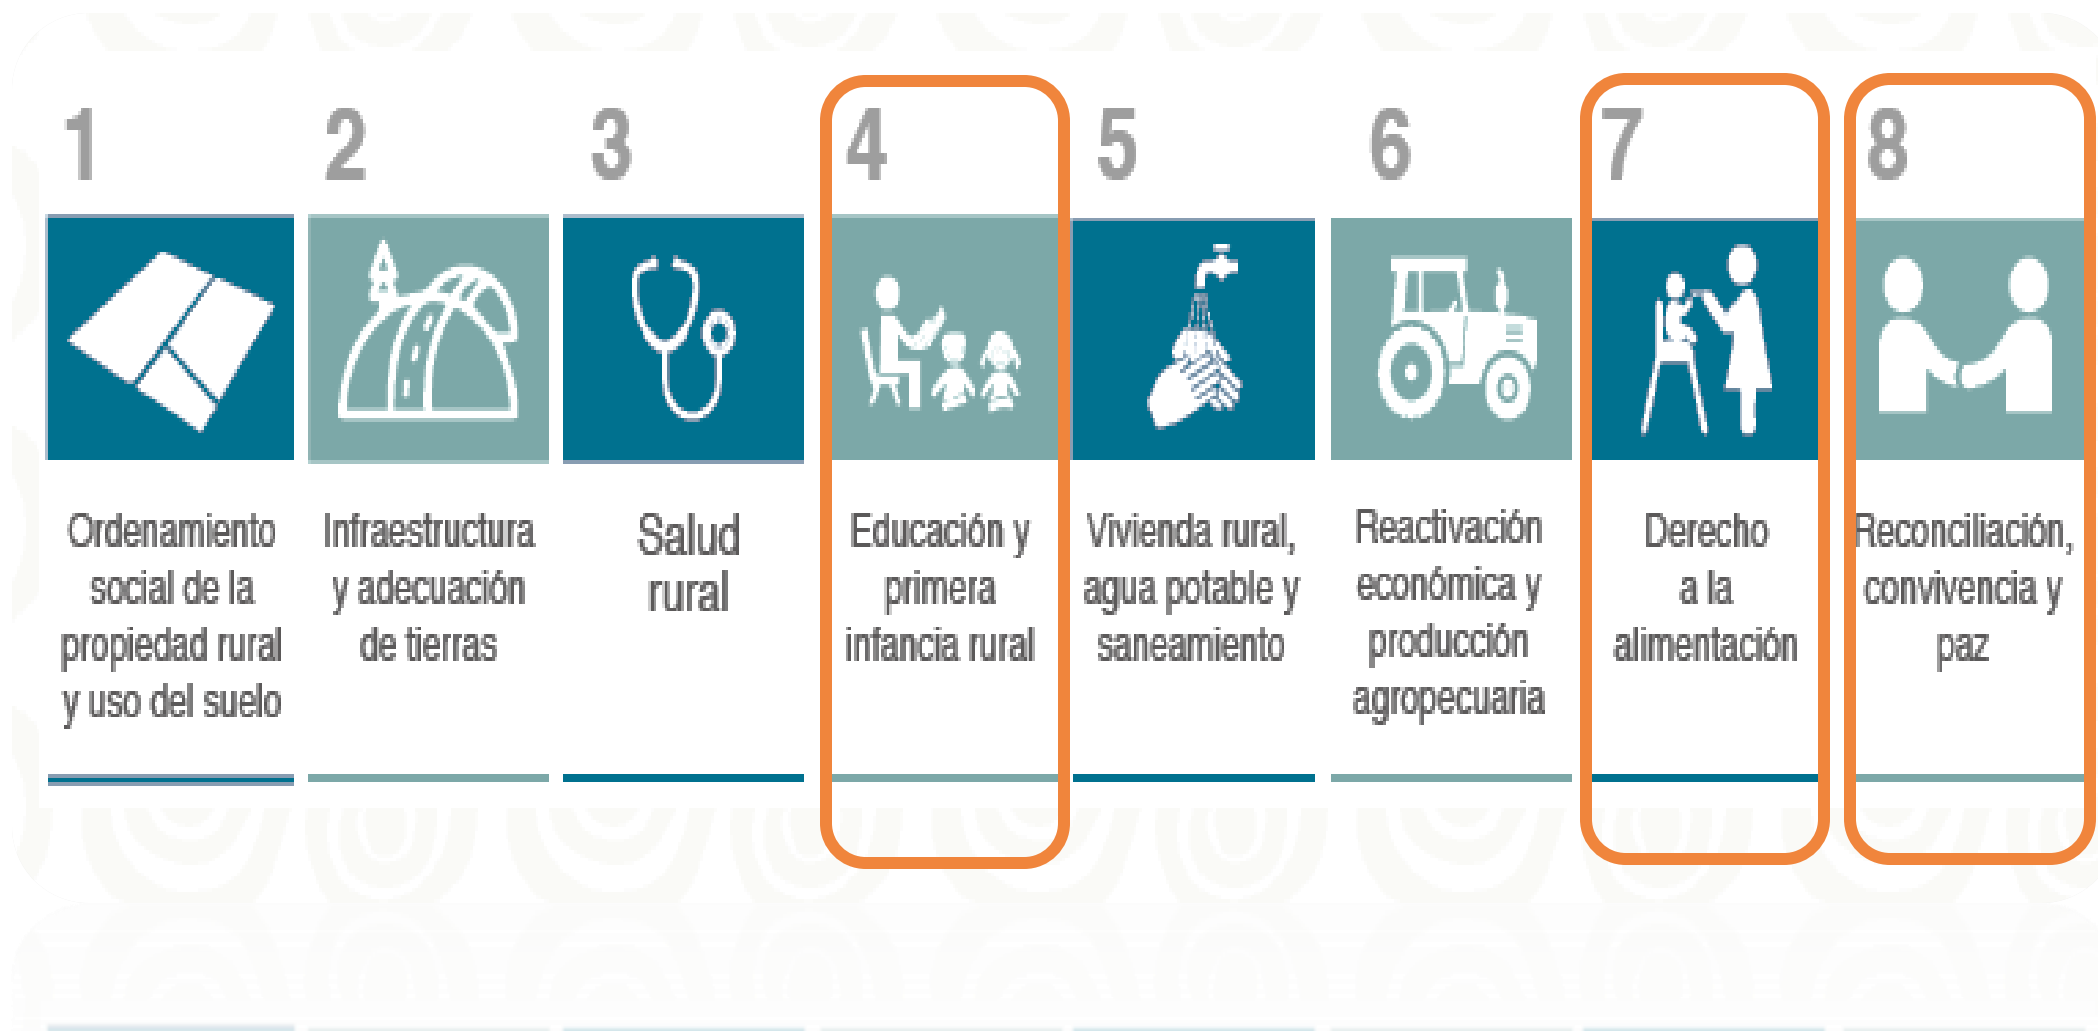 1
Ordenamiento
social de la
propiedad rural
y uso del suelo
2
Infraestructura
y adecuación
de tierras
3
Salud
rural
4
Educación y
primera
infancia rural
5
Vivienda rural,
agua potable y
saneamiento
6
Reactivación
económica y
producción
agropecuaria
7
Derecho
a la
alimentación
8
Reconciliación,
convivencia y
paz